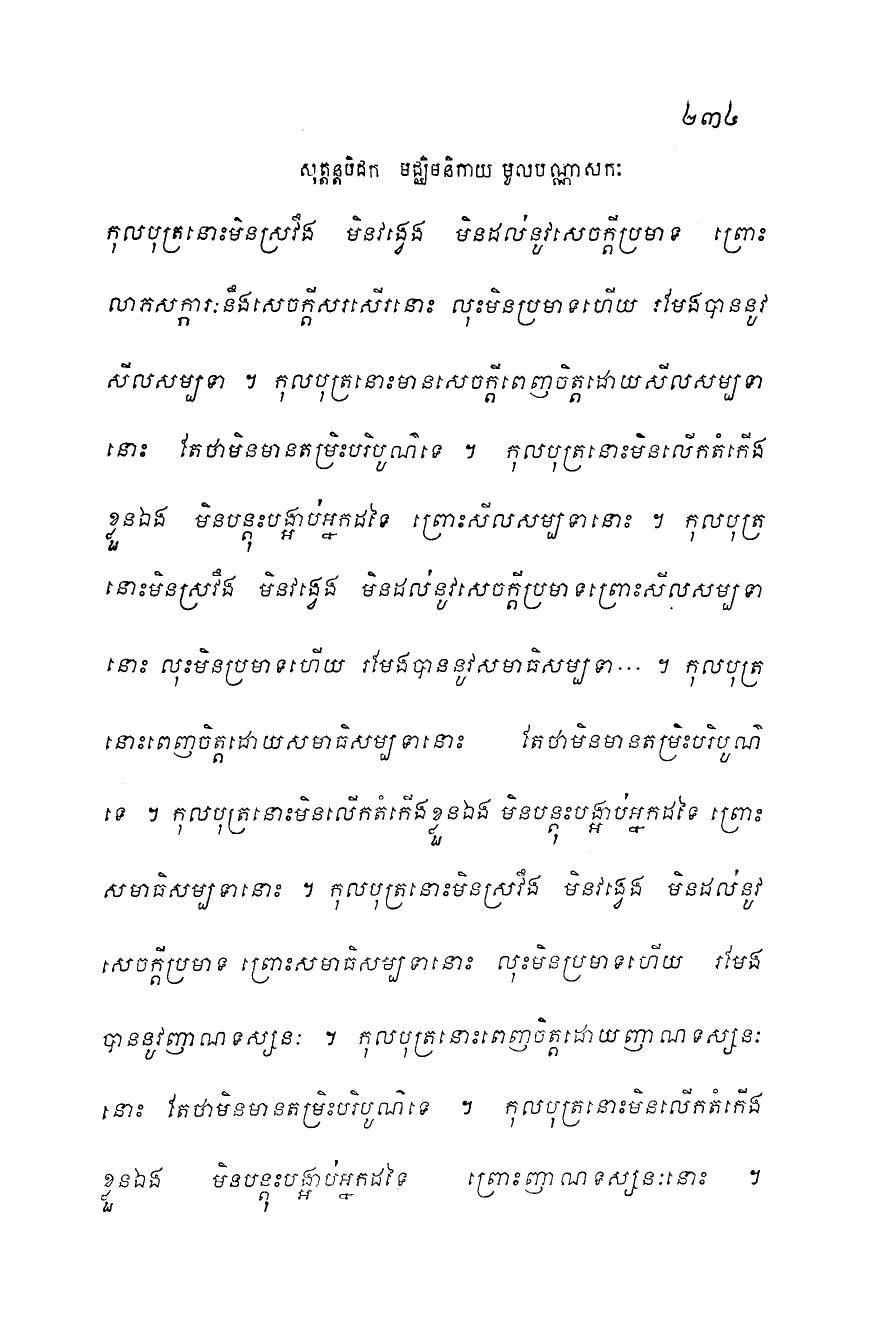 ២៣៤
សុត្តន្តបិដក មជ្ឈិមនិកាយ មូលបណ្ណាសកៈ
កុលបុត្រនោះមិនស្រវឹង មិនវង្វេង មិនដល់នូវសេចក្តីប្រមាទ ព្រោះ
លាភសក្ការៈនឹងសេចក្តីសរសើរនោះ លុះមិនប្រមាទហើយ រមែងបាននូវ
សីលសម្បទា ។ កុលបុត្រនោះមានសេចក្តីពេញចិត្តដោយសីលសម្បទា
នោះ តែថាមិនមានតម្រិះបរិបូណ៌ទេ ។ កុលបុត្រនោះមិនលើកតំកើង
ខ្លួនឯង មិនបន្តុះបង្អាប់អ្នកដទៃ ព្រោះសីលសម្បទានោះ ។ កុលបុត្រ
នោះមិនស្រវឹង មិនវង្វេង មិនដល់នូវសេចក្តីប្រមាទព្រោះសីលសម្បទា
នោះ លុះមិនប្រមាទហើយ រមែងបាននូវសមាធិសម្បទា... ។ កុលបុត្រ
នោះពេញចិត្តដោយសមាធិសម្បទានោះ តែថាមិនមានតម្រិះបរិបូណ៌
ទេ ។ កុលបុត្រនោះមិនលើកតំកើងខ្លួនឯង មិនបន្តុះបង្អាប់អ្នកដទៃ ព្រោះ
សមាធិសម្បទានោះ ។ កុលបុត្រនោះមិនស្រវឹង មិនវង្វេង មិនដល់នូវ
សេចក្តីប្រមាទ ព្រោះសមាធិសម្បទានោះ លុះមិនប្រមាទហើយ រមែង
បាននូវញាណទស្សនៈ ។ កុលបុត្រនោះពេញចិត្តដោយញាណទស្សនៈ
នោះ តែថាមិនមានតម្រិះបរិបូណ៌ទេ ។ កុលបុត្រនោះមិនលើកតំកើង
ខ្លួនឯង មិនបន្តុះបង្អាប់អ្នកដទៃ ព្រោះញាណទស្សនៈនោះ ។